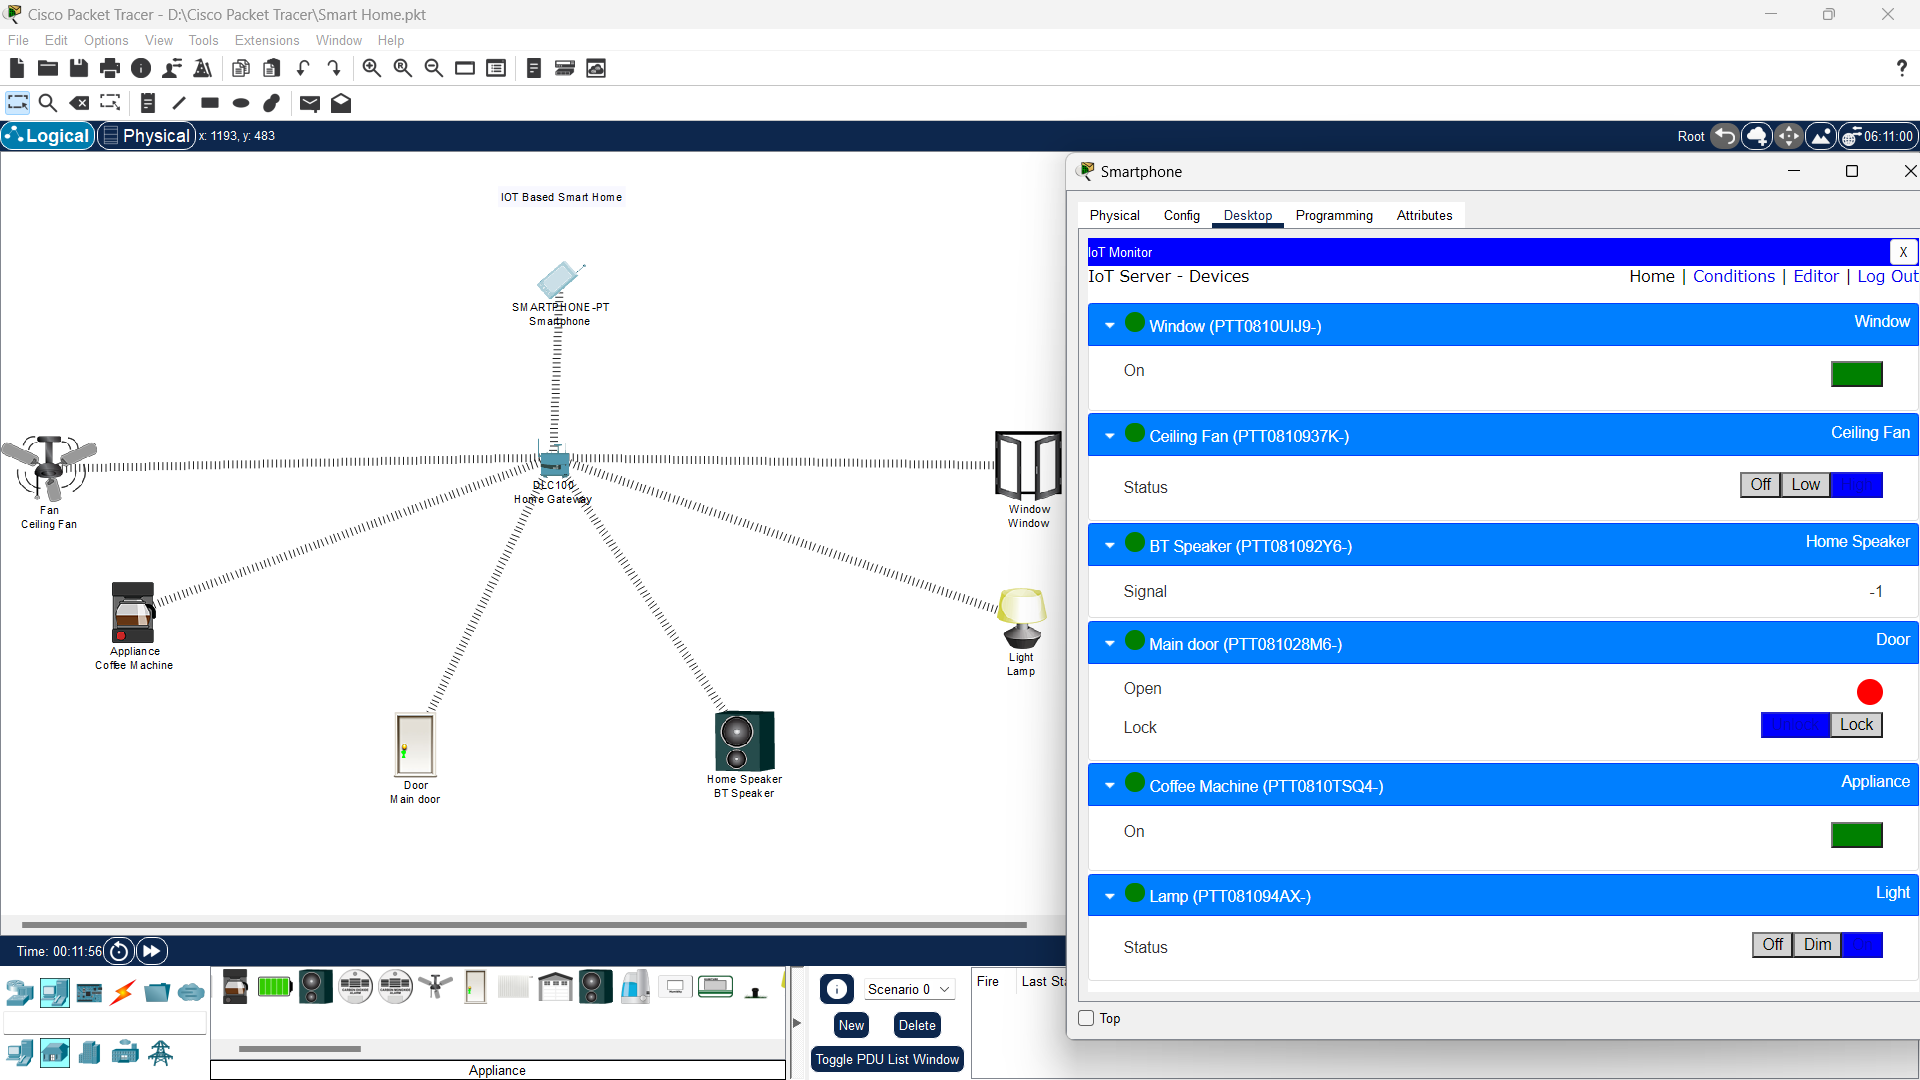 Cisco Packet Tracer - D:\Cisco Packet Tracer\Smart Home.pkt
File Edit Options View Tools Extensions Window Help
?
Logical Physical x: 1193, y: 483 Root 06:11:00
IOT Based Smart Home
SMARTPHONE-PT
Smartphone
Fan
Ceiling Fan
DLC100
Home Gateway
Window
Window
Appliance
Coffee Machine
Light
Lamp
Door
Main door
Home Speaker
BT Speaker
Smartphone
Physical Config Desktop Programming Attributes
IoT Monitor X
IoT Server - Devices Home | Conditions | Editor | Log Out
Window (PTT0810UIJ9-) Window
On
Ceiling Fan (PTT0810937K-) Ceiling Fan
Status Off Low
BT Speaker (PTT081092Y6-) Home Speaker
Signal -1
Main door (PTT081028M6-) Door
Open
Lock Lock
Coffee Machine (PTT0810TSQ4-) Appliance
On
Lamp (PTT081094AX-) Light
Status Off Dim
Top
Time: 00:11:56
Scenario 0
New Delete
Toggle PDU List Window
Fire Last Sta
Appliance